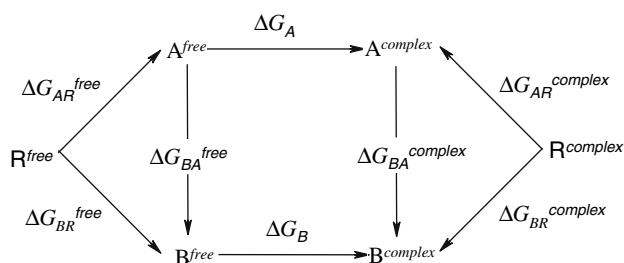 ΔG_A
A^free A^complex
ΔG_AR^free ΔG_AR^complex
R^free ΔG_BA^free ΔG_BA^complex R^complex
ΔG_BR^free ΔG_BR^complex
ΔG_B
B^free B^complex